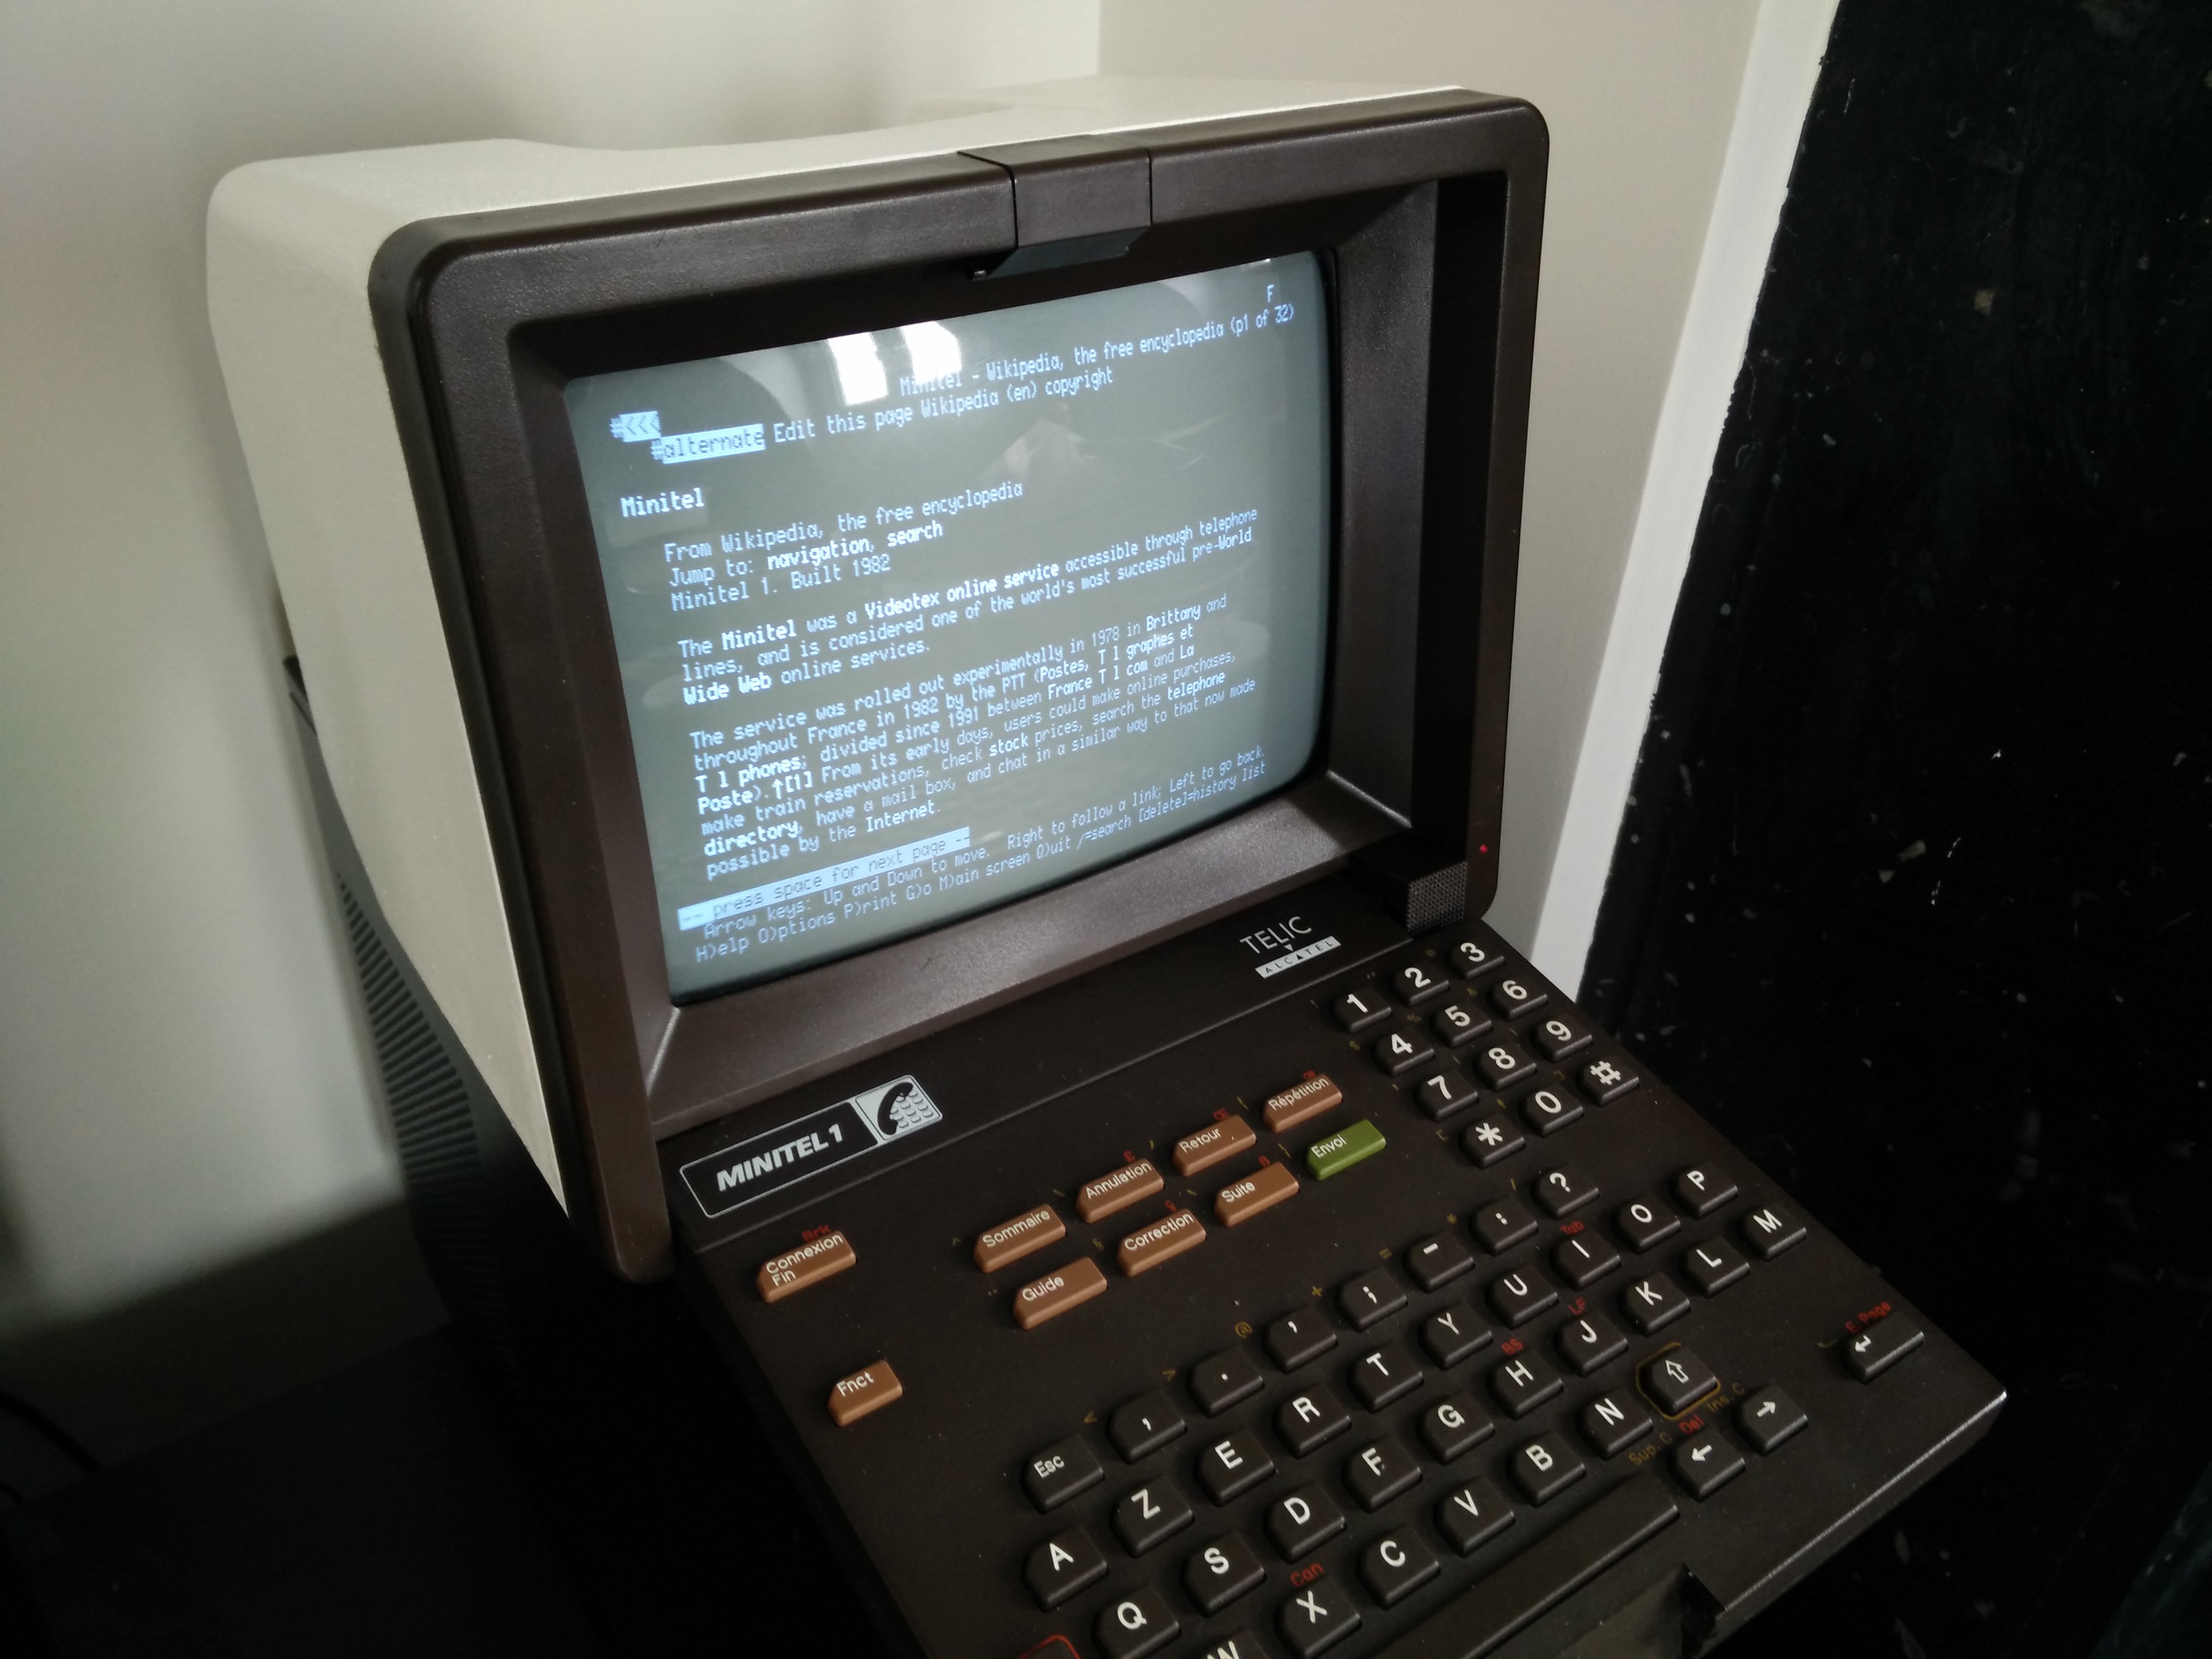 F
Minitel - Wikipedia, the free encyclopedia (p1 of 32)
#<<<
#alternate Edit this page Wikipedia (en) copyright
Minitel
From Wikipedia, the free encyclopedia
Jump to: navigation, search
Minitel 1. Built 1982
The Minitel was a Videotex online service accessible through telephone
lines, and is considered one of the world's most successful pre-World
Wide Web online services.
The service was rolled out experimentally in 1978 in Brittany and
throughout France in 1982 by the PTT (Postes, T l graphes et
T l phones; divided since 1991 between France T l com and La
Poste).↑[1] From its early days, users could make online purchases,
make train reservations, check stock prices, search the telephone
directory, have a mail box, and chat in a similar way to that now made
possible by the Internet.
-- press space for next page --
Arrow keys: Up and Down to move. Right to follow a link; Left to go back.
H)elp O)ptions P)rint G)o M)ain screen Q)uit /=search [delete]=history list
TELIC
ALCATEL
MINITEL 1
1 2 3
4 5 6
7 8 9
* 0 #
Brk
Connexion
Fin
Sommaire
Annulation
Retour
Répétition
Guide
Correction
Suite
Envoi
Fnct
Esc , . ' ; - : ?
Tab
A Z E R T Y U I O P
BS LF
Q S D F G H J K L M
E. Page
Can
W X C V B N
Sup. C Del Ins. C
← →